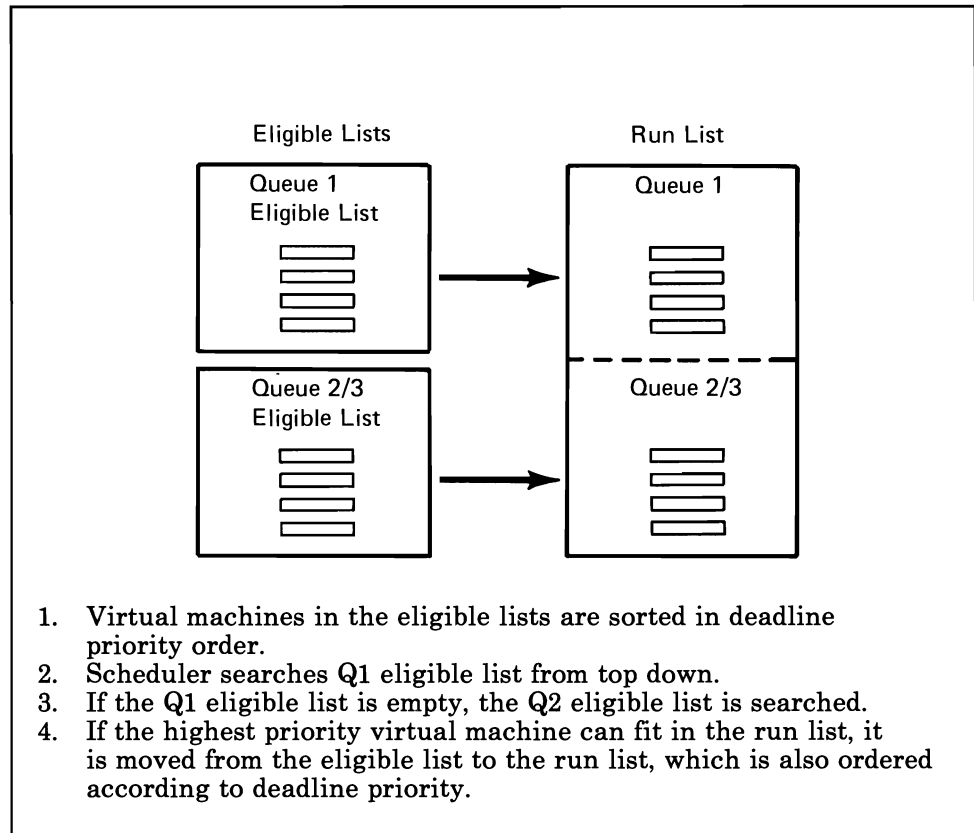 Eligible Lists
Run List
Queue 1
Eligible List
Queue 1
Queue 2/3
Eligible List
Queue 2/3
1. Virtual machines in the eligible lists are sorted in deadline
priority order.
2. Scheduler searches Q1 eligible list from top down.
3. If the Q1 eligible list is empty, the Q2 eligible list is searched.
4. If the highest priority virtual machine can fit in the run list, it
is moved from the eligible list to the run list, which is also ordered
according to deadline priority.